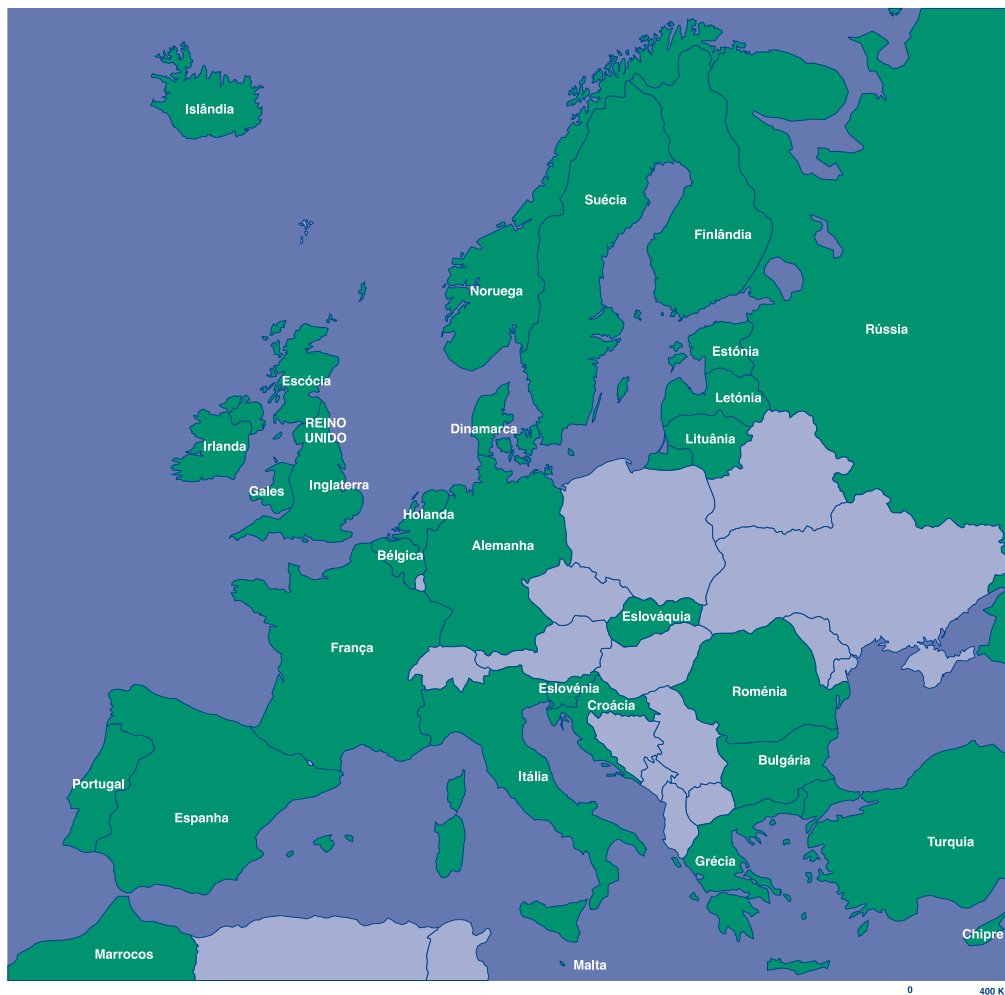 Islândia
Suécia
Finlândia
Noruega
Rússia
Estónia
Escócia
Letónia
REINO
UNIDO
Dinamarca
Lituânia
Irlanda
Gales
Inglaterra
Holanda
Alemanha
Bélgica
Eslováquia
França
Eslovénia
Roménia
Croácia
Bulgária
Itália
Portugal
Espanha
Turquia
Grécia
Chipre
Marrocos
Malta
0 400 K